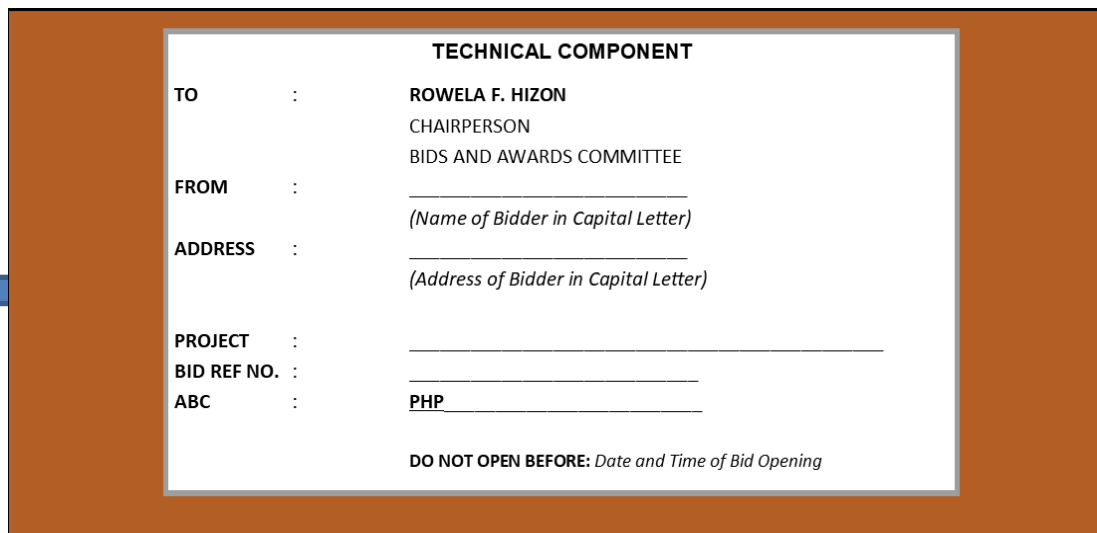 TECHNICAL COMPONENT
TO : ROWELA F. HIZON
CHAIRPERSON
BIDS AND AWARDS COMMITTEE
FROM : ___________________________
(Name of Bidder in Capital Letter)
ADDRESS : ___________________________
(Address of Bidder in Capital Letter)
PROJECT : ______________________________________________
BID REF NO. : ____________________________
ABC : PHP_________________________
DO NOT OPEN BEFORE: Date and Time of Bid Opening